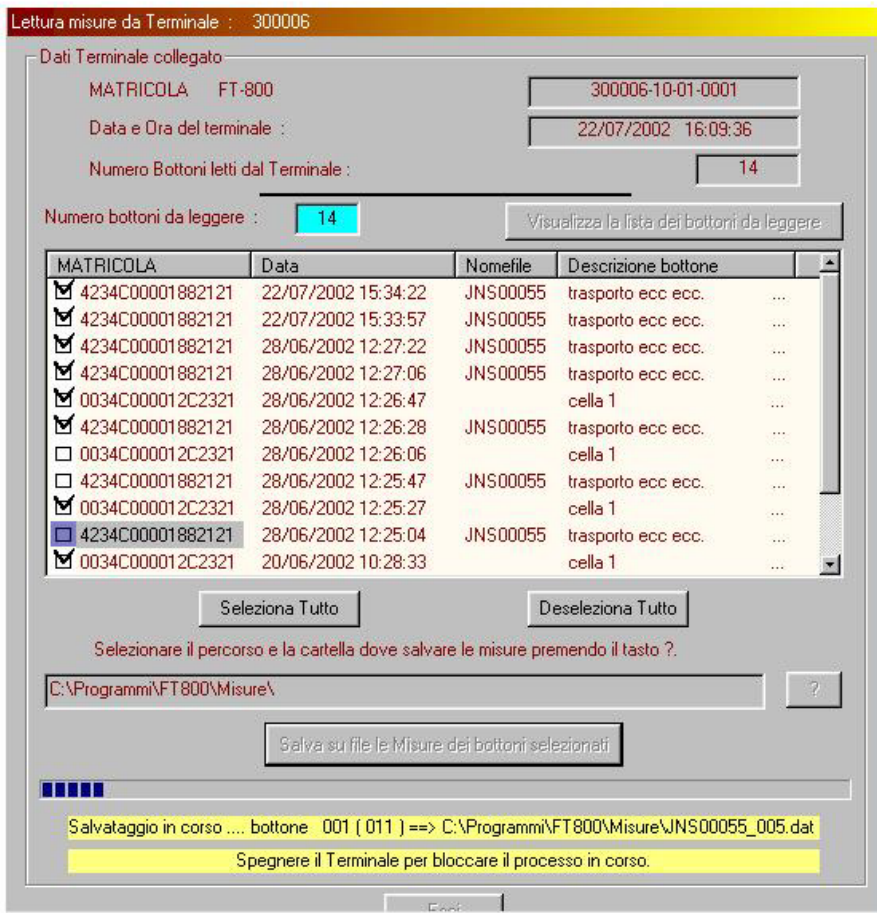 Lettura misure da Terminale : 300006
Dati Terminale collegato
MATRICOLA FT-800 300006-10-01-0001
Data e Ora del terminale : 22/07/2002 16:09:36
Numero Bottoni letti dal Terminale : 14
Numero bottoni da leggere : 14 Visualizza la lista dei bottoni da leggere
MATRICOLA Data Nomefile Descrizione bottone
4234C00001882121 22/07/2002 15:34:22 JNS00055 trasporto ecc ecc. ...
4234C00001882121 22/07/2002 15:33:57 JNS00055 trasporto ecc ecc. ...
4234C00001882121 28/06/2002 12:27:22 JNS00055 trasporto ecc ecc. ...
4234C00001882121 28/06/2002 12:27:06 JNS00055 trasporto ecc ecc. ...
0034C000012C2321 28/06/2002 12:26:47 cella 1 ...
4234C00001882121 28/06/2002 12:26:28 JNS00055 trasporto ecc ecc. ...
0034C000012C2321 28/06/2002 12:26:06 cella 1 ...
4234C00001882121 28/06/2002 12:25:47 JNS00055 trasporto ecc ecc. ...
0034C000012C2321 28/06/2002 12:25:27 cella 1 ...
4234C00001882121 28/06/2002 12:25:04 JNS00055 trasporto ecc ecc. ...
0034C000012C2321 20/06/2002 10:28:33 cella 1 ...
Seleziona Tutto Deseleziona Tutto
Selezionare il percorso e la cartella dove salvare le misure premendo il tasto ?.
C:\Programmi\FT800\Misure\ ?
Salva su file le Misure dei bottoni selezionati
Salvataggio in corso .... bottone 001 ( 011 ) ==> C:\Programmi\FT800\Misure\JNS00055_005.dat
Spegnere il Terminale per bloccare il processo in corso.